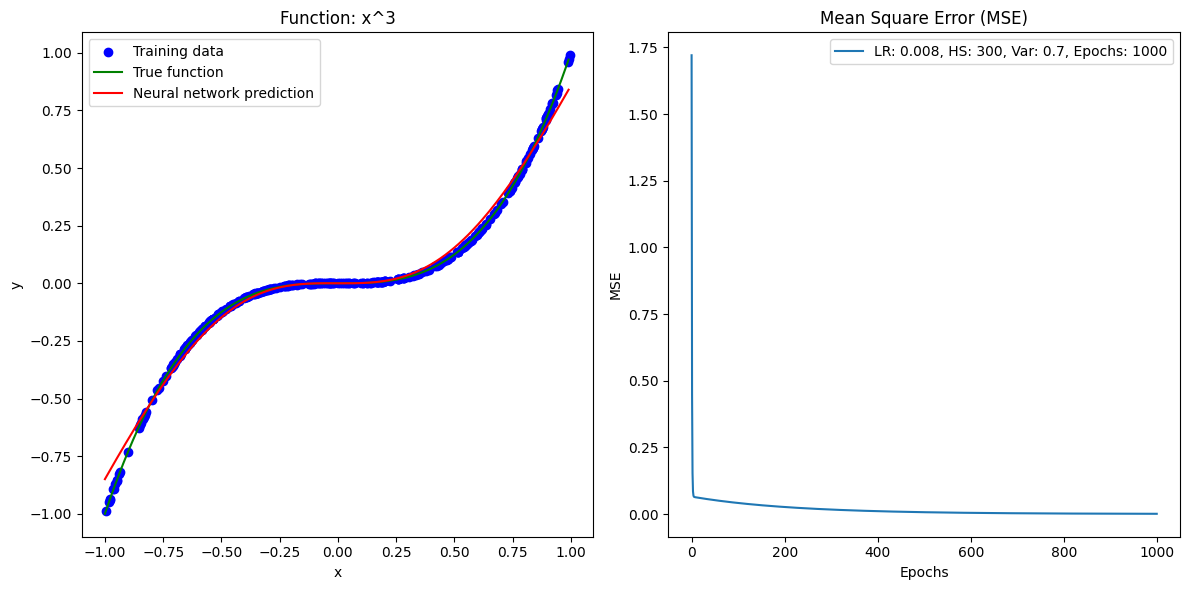 Function: x^3
Training data
True function
Neural network prediction
1.00
0.75
0.50
0.25
0.00
−0.25
−0.50
−0.75
−1.00
y
−1.00 −0.75 −0.50 −0.25 0.00 0.25 0.50 0.75 1.00
x
Mean Square Error (MSE)
LR: 0.008, HS: 300, Var: 0.7, Epochs: 1000
1.75
1.50
1.25
1.00
0.75
0.50
0.25
0.00
MSE
0 200 400 600 800 1000
Epochs